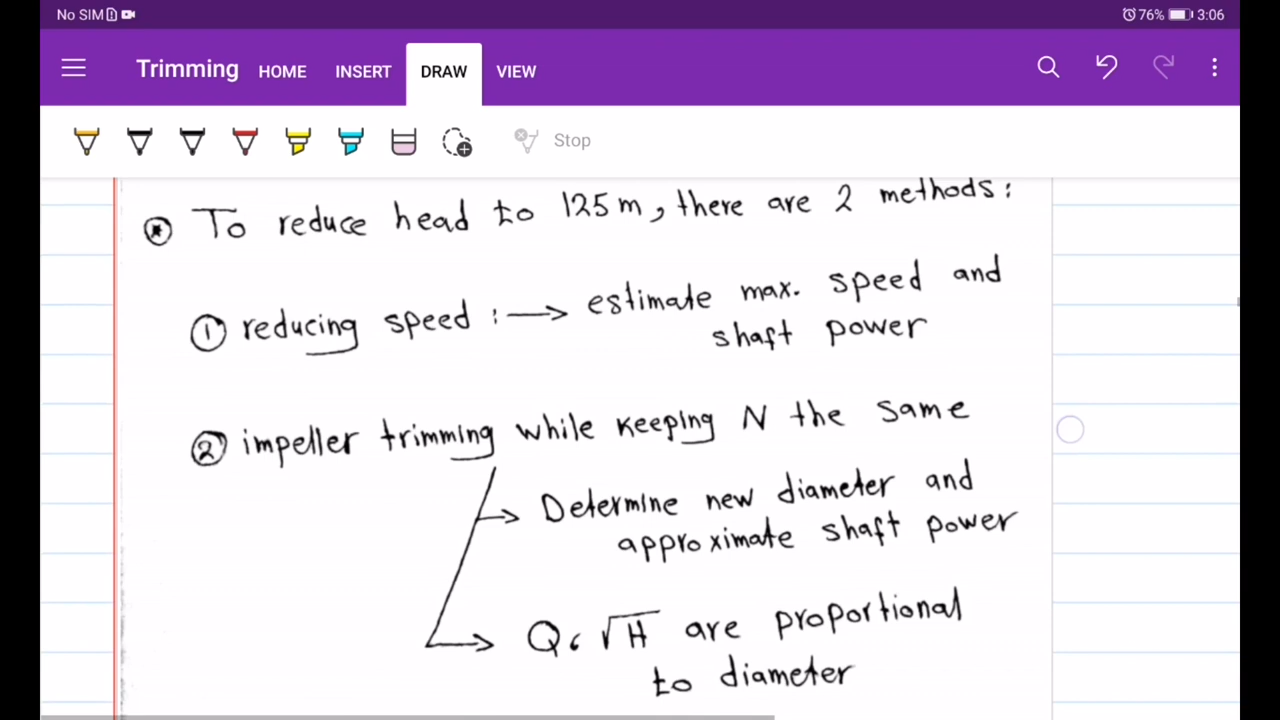 No SIM 76% 3:06
Trimming HOME INSERT DRAW VIEW
Stop
To reduce head to 125m, there are 2 methods:
① reducing speed : → estimate max. speed and
shaft power
② impeller trimming while keeping N the same
→ Determine new diameter and
approximate shaft power
→ Q، √H are proportional
to diameter